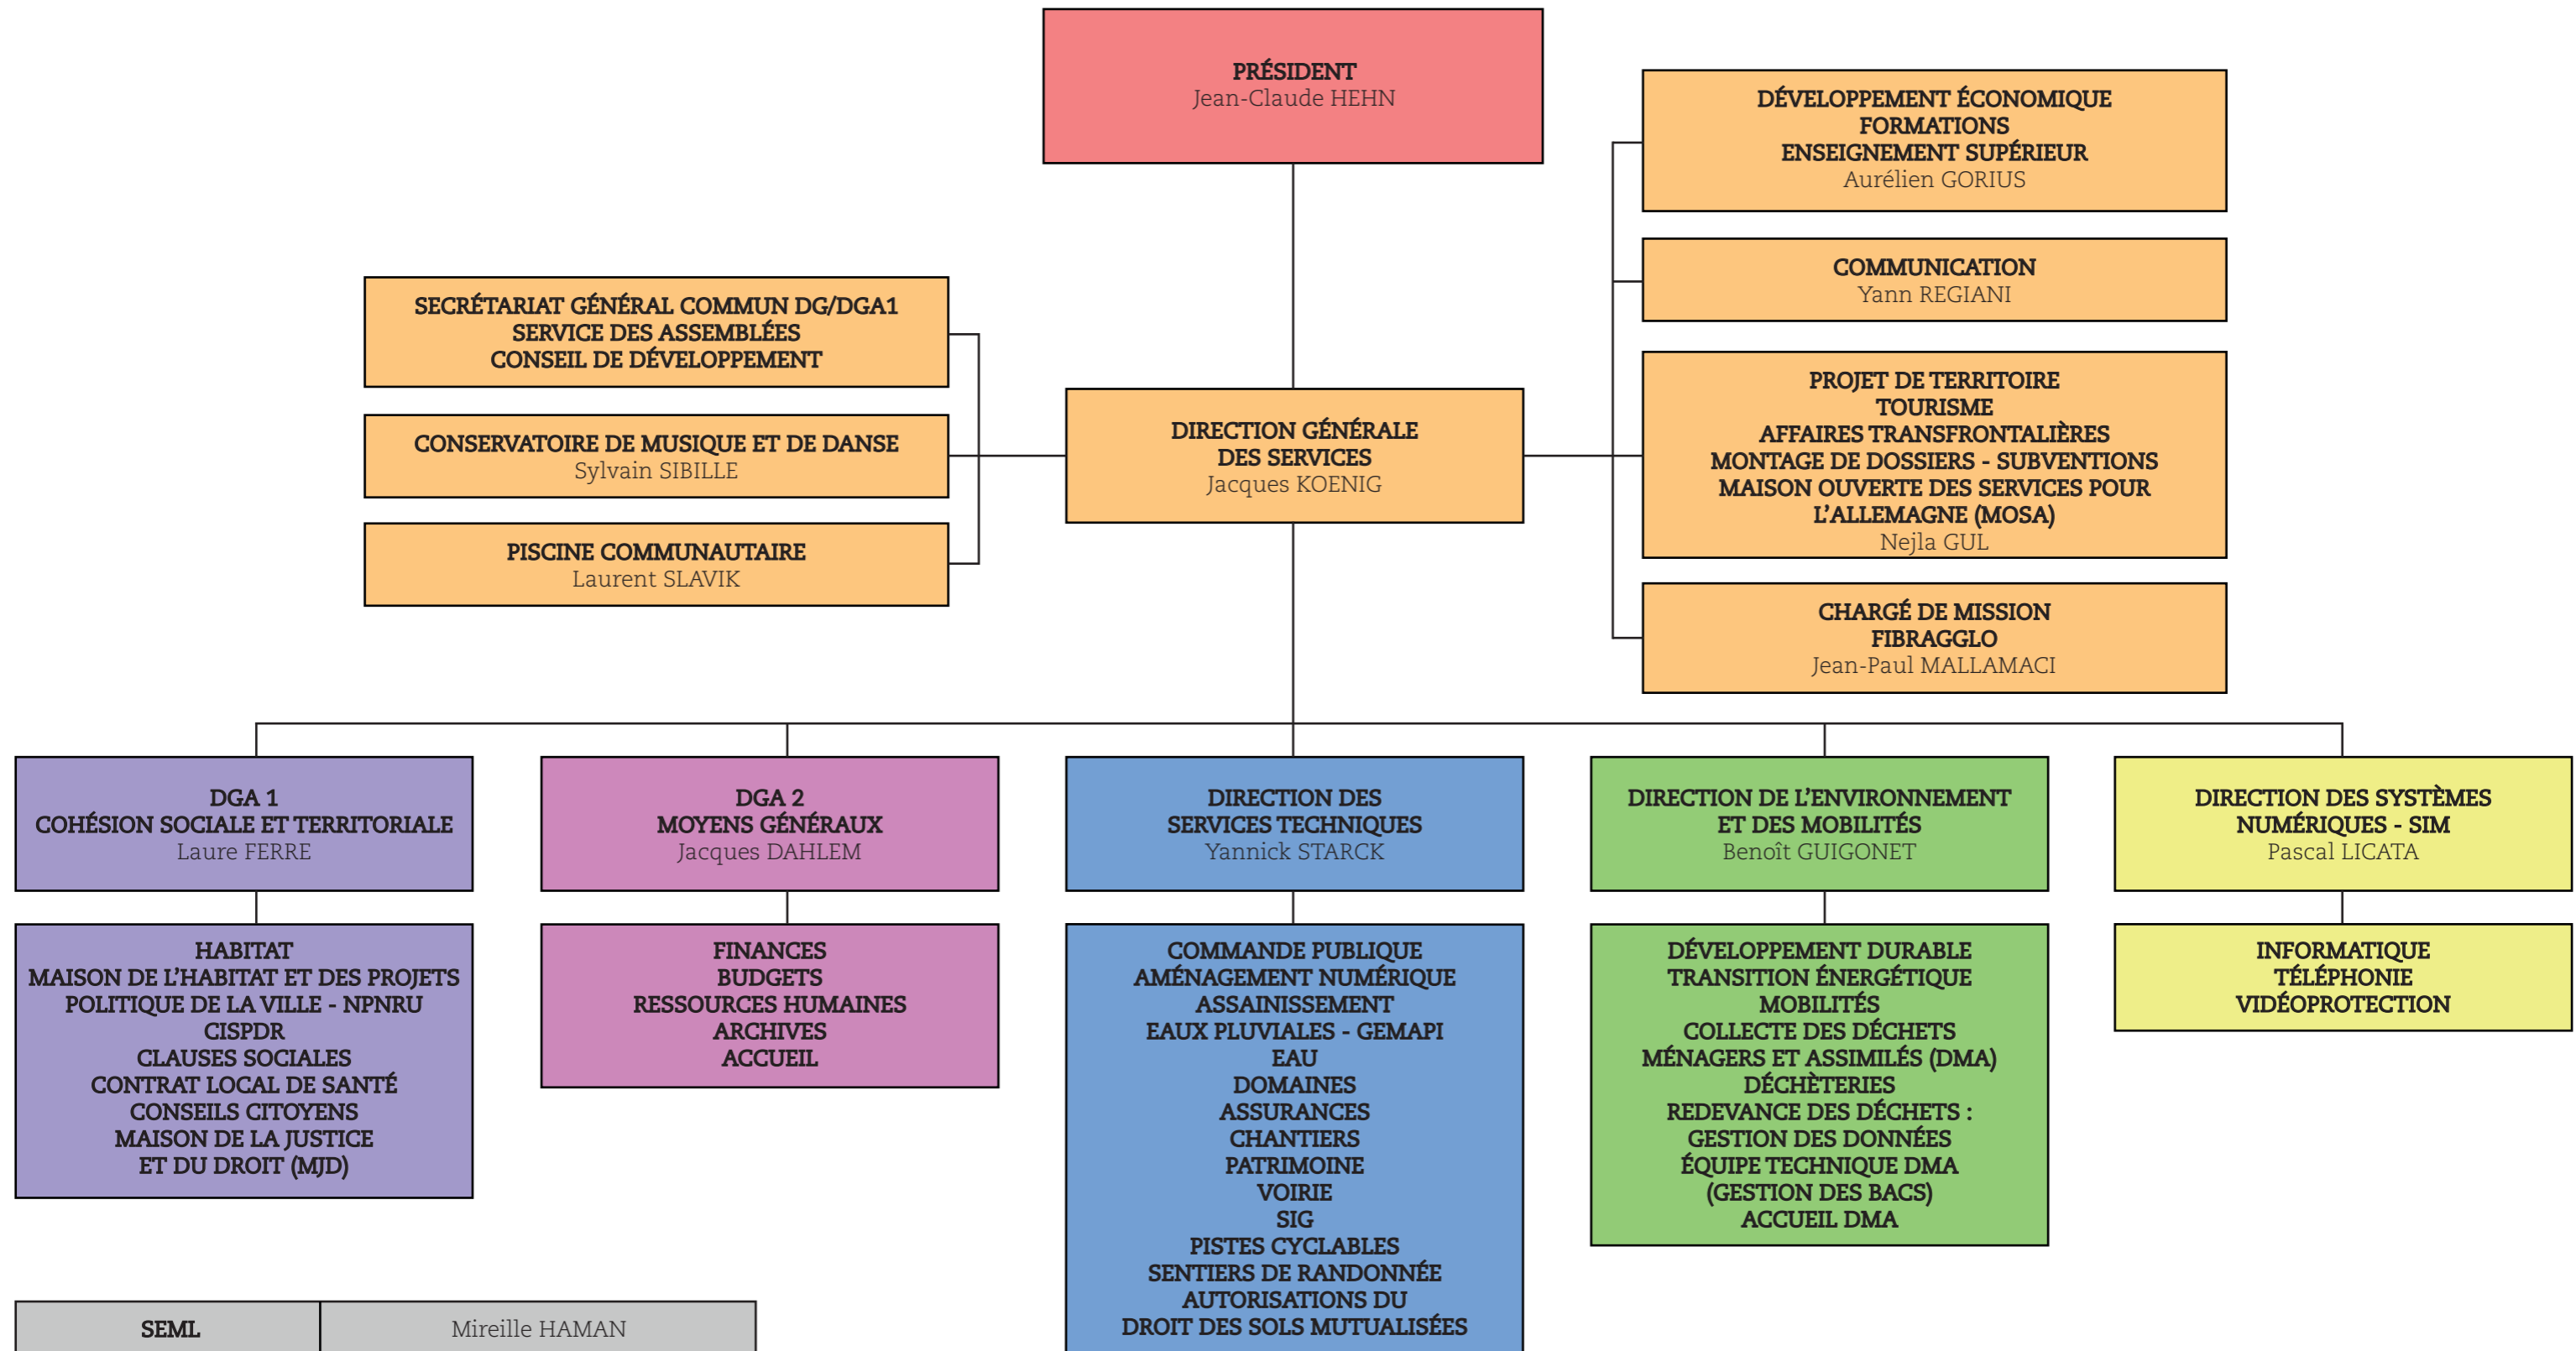 PRÉSIDENT
Jean-Claude HEHN
DÉVELOPPEMENT ÉCONOMIQUE
FORMATIONS
ENSEIGNEMENT SUPÉRIEUR
Aurélien GORIUS
COMMUNICATION
Yann REGIANI
SECRÉTARIAT GÉNÉRAL COMMUN DG/DGA1
SERVICE DES ASSEMBLÉES
CONSEIL DE DÉVELOPPEMENT
CONSERVATOIRE DE MUSIQUE ET DE DANSE
Sylvain SIBILLE
PISCINE COMMUNAUTAIRE
Laurent SLAVIK
DIRECTION GÉNÉRALE
DES SERVICES
Jacques KOENIG
PROJET DE TERRITOIRE
TOURISME
AFFAIRES TRANSFRONTALIÈRES
MONTAGE DE DOSSIERS - SUBVENTIONS
MAISON OUVERTE DES SERVICES POUR
L'ALLEMAGNE (MOSA)
Nejla GUL
CHARGÉ DE MISSION
FIBRAGGLO
Jean-Paul MALLAMACI
DGA 1
COHÉSION SOCIALE ET TERRITORIALE
Laure FERRE
DGA 2
MOYENS GÉNÉRAUX
Jacques DAHLEM
DIRECTION DES
SERVICES TECHNIQUES
Yannick STARCK
DIRECTION DE L'ENVIRONNEMENT
ET DES MOBILITÉS
Benoît GUIGONET
DIRECTION DES SYSTÈMES
NUMÉRIQUES - SIM
Pascal LICATA
HABITAT
MAISON DE L'HABITAT ET DES PROJETS
POLITIQUE DE LA VILLE - NPNRU
CISPDR
CLAUSES SOCIALES
CONTRAT LOCAL DE SANTÉ
CONSEILS CITOYENS
MAISON DE LA JUSTICE
ET DU DROIT (MJD)
FINANCES
BUDGETS
RESSOURCES HUMAINES
ARCHIVES
ACCUEIL
COMMANDE PUBLIQUE
AMÉNAGEMENT NUMÉRIQUE
ASSAINISSEMENT
EAUX PLUVIALES - GEMAPI
EAU
DOMAINES
ASSURANCES
CHANTIERS
PATRIMOINE
VOIRIE
SIG
PISTES CYCLABLES
SENTIERS DE RANDONNÉE
AUTORISATIONS DU
DROIT DES SOLS MUTUALISÉES
DÉVELOPPEMENT DURABLE
TRANSITION ÉNERGÉTIQUE
MOBILITÉS
COLLECTE DES DÉCHETS
MÉNAGERS ET ASSIMILÉS (DMA)
DÉCHÈTERIES
REDEVANCE DES DÉCHETS :
GESTION DES DONNÉES
ÉQUIPE TECHNIQUE DMA
(GESTION DES BACS)
ACCUEIL DMA
INFORMATIQUE
TÉLÉPHONIE
VIDÉOPROTECTION
SEML
Mireille HAMAN